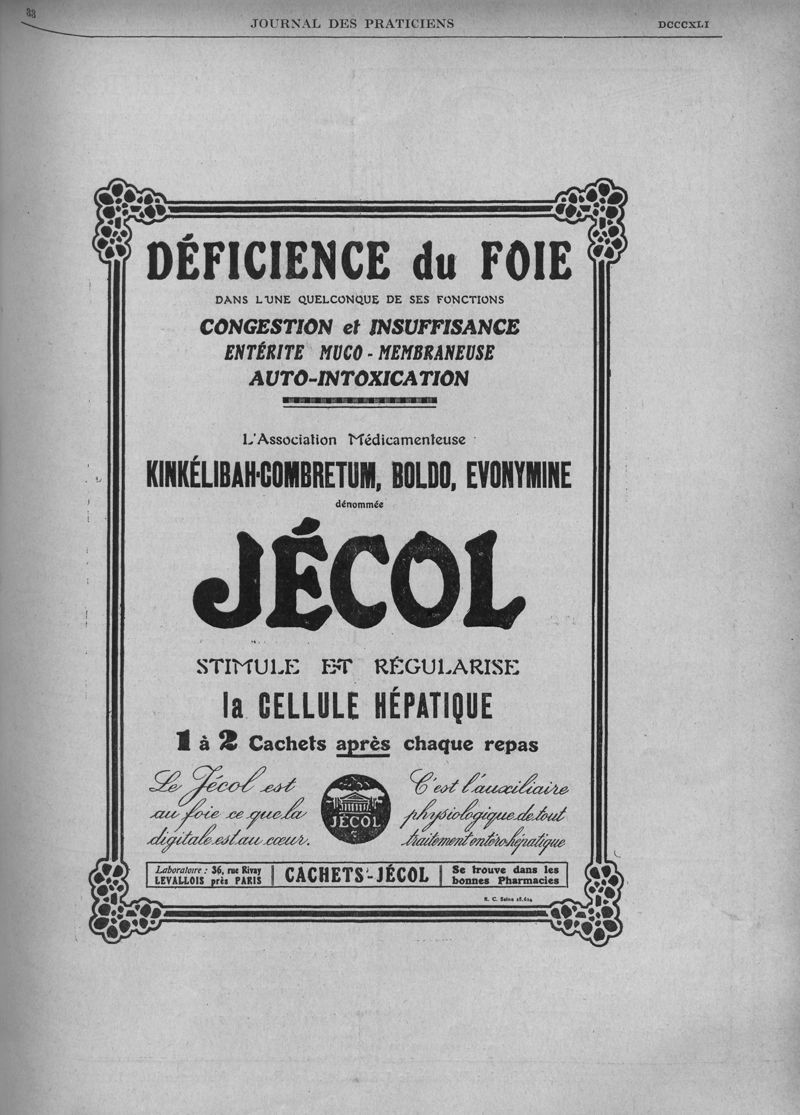 33
JOURNAL DES PRATICIENS
DCCCXLI
DÉFICIENCE du FOIE
DANS L'UNE QUELCONQUE DE SES FONCTIONS
CONGESTION et INSUFFISANCE
ENTÉRITE MUCO-MEMBRANEUSE
AUTO-INTOXICATION
L'Association Médicamenteuse
KINKÉLIBAH-COMBRETUM, BOLDO, EVONYMINE
dénommée
JÉCOL
STIMULE ET RÉGULARISE
la CELLULE HÉPATIQUE
1 à 2 Cachets après chaque repas
Le Jécol est
au foie ce que la
digitale est au cœur.
JÉCOL
C'est l'auxiliaire
physiologique de tout
traitement entéro-hépatique
Laboratoire : 36, rue Rivay
LEVALLOIS près PARIS
CACHETS-JÉCOL
Se trouve dans les
bonnes Pharmacies
R. C. Seine 18.624